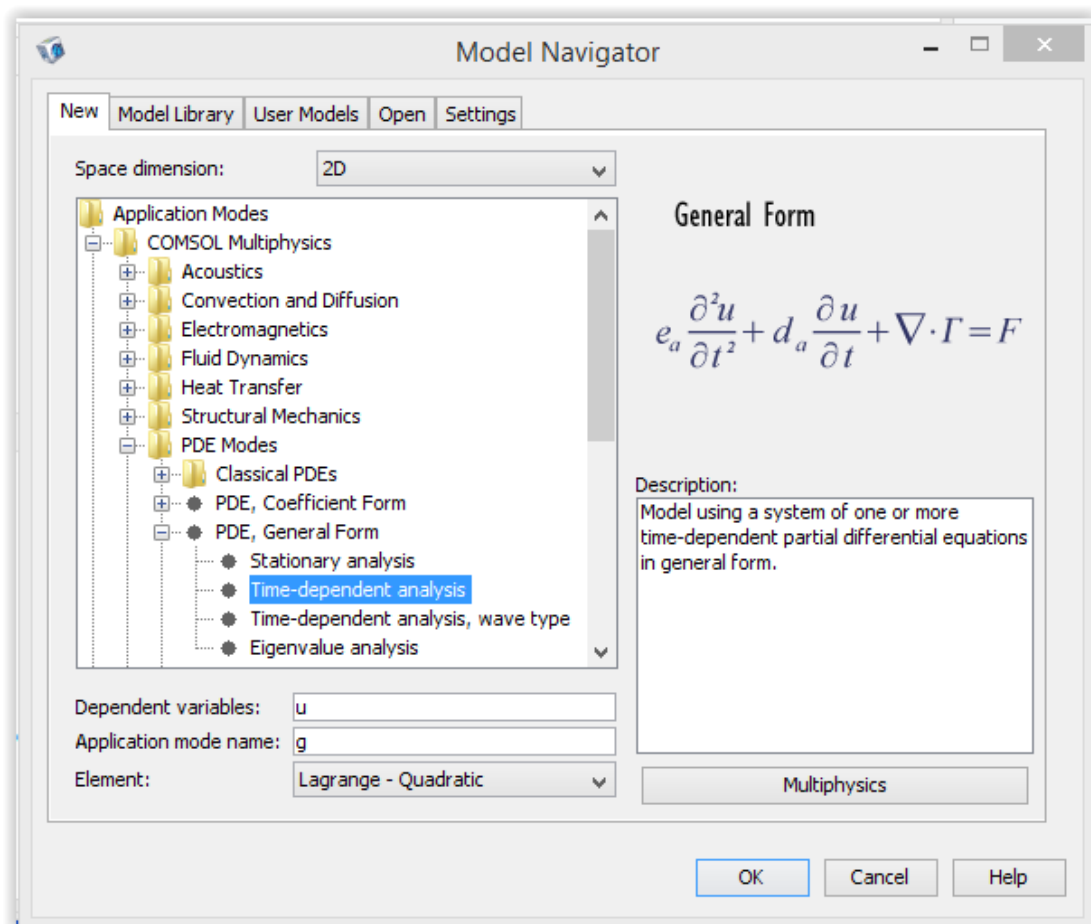 Model Navigator
New Model Library User Models Open Settings
Space dimension: 2D
Application Modes
COMSOL Multiphysics
Acoustics
Convection and Diffusion
Electromagnetics
Fluid Dynamics
Heat Transfer
Structural Mechanics
PDE Modes
Classical PDEs
PDE, Coefficient Form
PDE, General Form
Stationary analysis
Time-dependent analysis
Time-dependent analysis, wave type
Eigenvalue analysis
Dependent variables: u
Application mode name: g
Element: Lagrange - Quadratic
General Form
e_a ∂²u/∂t² + d_a ∂u/∂t + ∇·Γ = F
Description:
Model using a system of one or more
time-dependent partial differential equations
in general form.
Multiphysics
OK Cancel Help